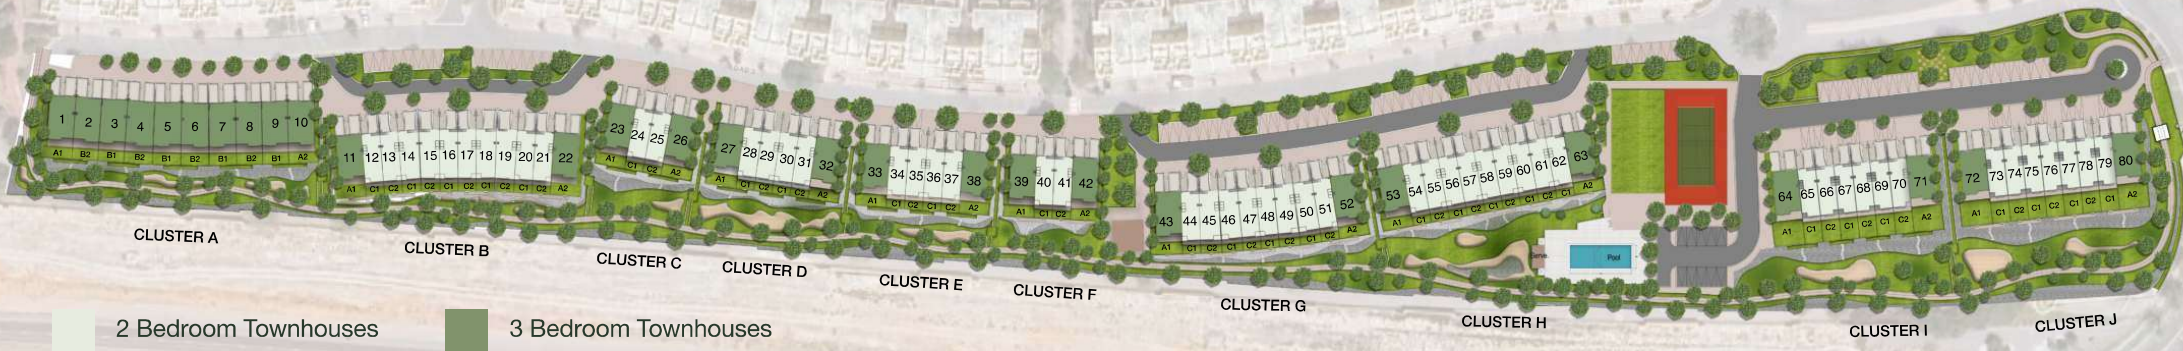 1 2 3 4 5 6 7 8 9 10
A1 B2 B1 B2 B1 B2 B1 B2 B1 A2
CLUSTER A
11 12 13 14 15 16 17 18 19 20 21 22
A1 C1 C2 C1 C2 C1 C2 C1 C2 C1 C2 A2
CLUSTER B
23 24 25 26
A1 C1 C2 A2
CLUSTER C
27 28 29 30 31 32
A1 C1 C2 C1 C2 A2
CLUSTER D
33 34 35 36 37 38
A1 C1 C2 C1 C2 A2
CLUSTER E
39 40 41 42
A1 C1 C2 A2
CLUSTER F
43 44 45 46 47 48 49 50 51 52
A1 C1 C2 C1 C2 C1 C2 C1 C2 A2
CLUSTER G
53 54 55 56 57 58 59 60 61 62 63
A1 C1 C2 C1 C2 C1 C2 C1 C2 C1 A2
CLUSTER H
Pool
64 65 66 67 68 69 70 71
A1 C1 C2 C1 C2 C1 C2 A2
CLUSTER I
72 73 74 75 76 77 78 79 80
A1 C1 C2 C1 C2 C1 C2 C1 A2
CLUSTER J
2 Bedroom Townhouses
3 Bedroom Townhouses